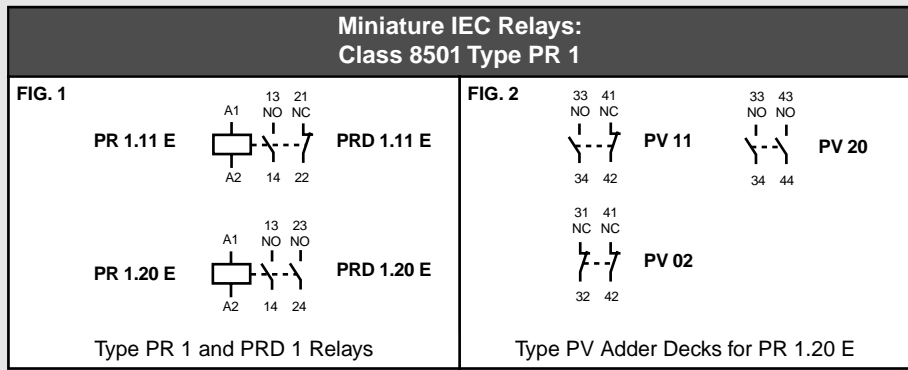 Miniature IEC Relays:
Class 8501 Type PR 1
FIG. 1
A1
13 21
NO NC
PR 1.11 E
PRD 1.11 E
A2
14 22
A1
13 23
NO NO
PR 1.20 E
PRD 1.20 E
A2
14 24
Type PR 1 and PRD 1 Relays
FIG. 2
33 41
NO NC
PV 11
34 42
33 43
NO NO
PV 20
34 44
31 41
NC NC
PV 02
32 42
Type PV Adder Decks for PR 1.20 E